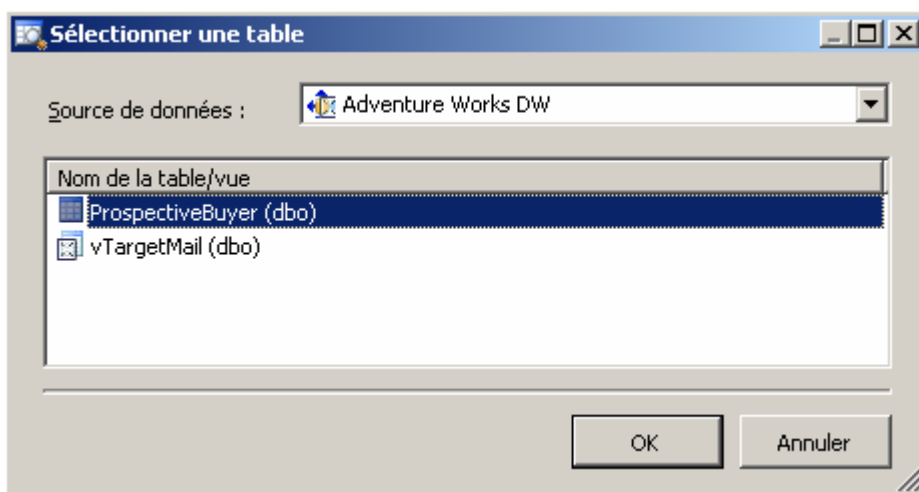 Sélectionner une table
Source de données : Adventure Works DW
Nom de la table/vue
ProspectiveBuyer (dbo)
vTargetMail (dbo)
OK Annuler